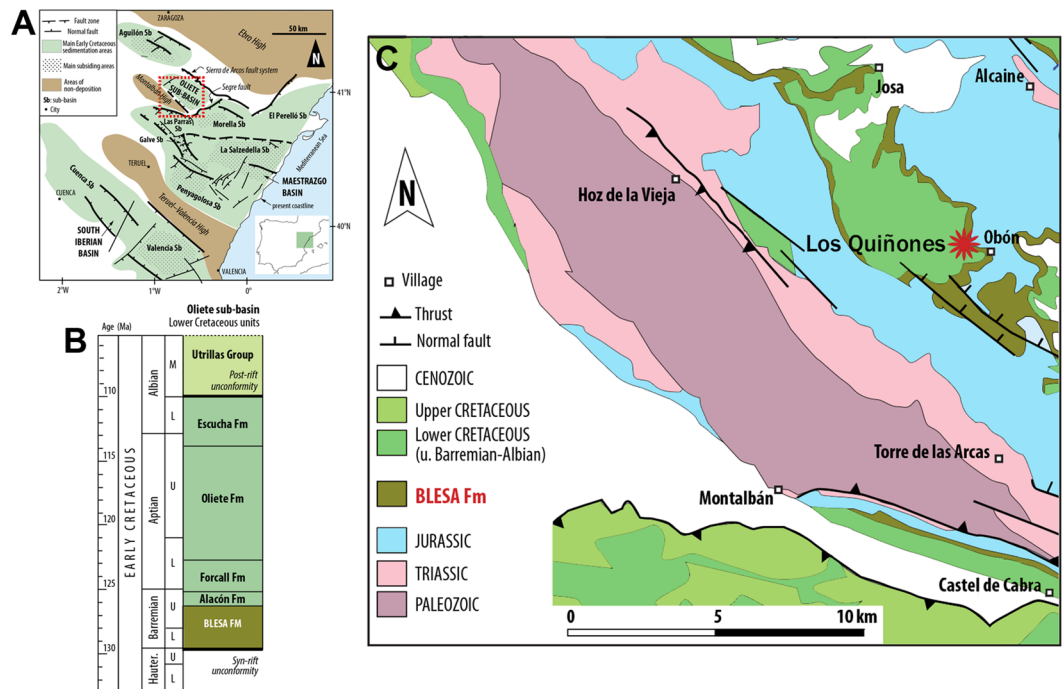 A
Fault zone
Normal fault
Main Early Cretaceous
sedimentation areas
Main subsiding areas
Areas of
non-deposition
Sb: sub-basin
City
ZARAGOZA
50 km
N
Aguilón Sb
Ebro High
Sierra de Arcos fault system
Segre fault
OLIETE
SUB-BASIN
Montalbán High
41°N
Las Parras
Sb
Morella Sb
El Perelló Sb
Galve Sb
La Salzedella Sb
Mediterranean Sea
TERUEL
Cuenca Sb
Penyagolosa Sb
MAESTRAZGO
BASIN
CUENCA
Teruel-Valencia High
present coastline
40°N
SOUTH
IBERIAN
BASIN
Valencia Sb
VALENCIA
2°W
1°W
0°
B
Oliete sub-basin
Lower Cretaceous units
Age (Ma)
110
115
120
125
130
EARLY CRETACEOUS
Albian
Aptian
Barremian
Hauter.
M
L
U
L
U
L
U
L
Utrillas Group
Post-rift
unconformity
Escucha Fm
Oliete Fm
Forcall Fm
Alacón Fm
BLESA FM
Syn-rift
unconformity
C
N
Josa
Alcaine
Hoz de la Vieja
Los Quiñones
Obón
Village
Thrust
Normal fault
CENOZOIC
Upper CRETACEOUS
Lower CRETACEOUS
(u. Barremian-Albian)
BLESA Fm
JURASSIC
TRIASSIC
PALEOZOIC
Torre de las Arcas
Montalbán
Castel de Cabra
0
5
10 km